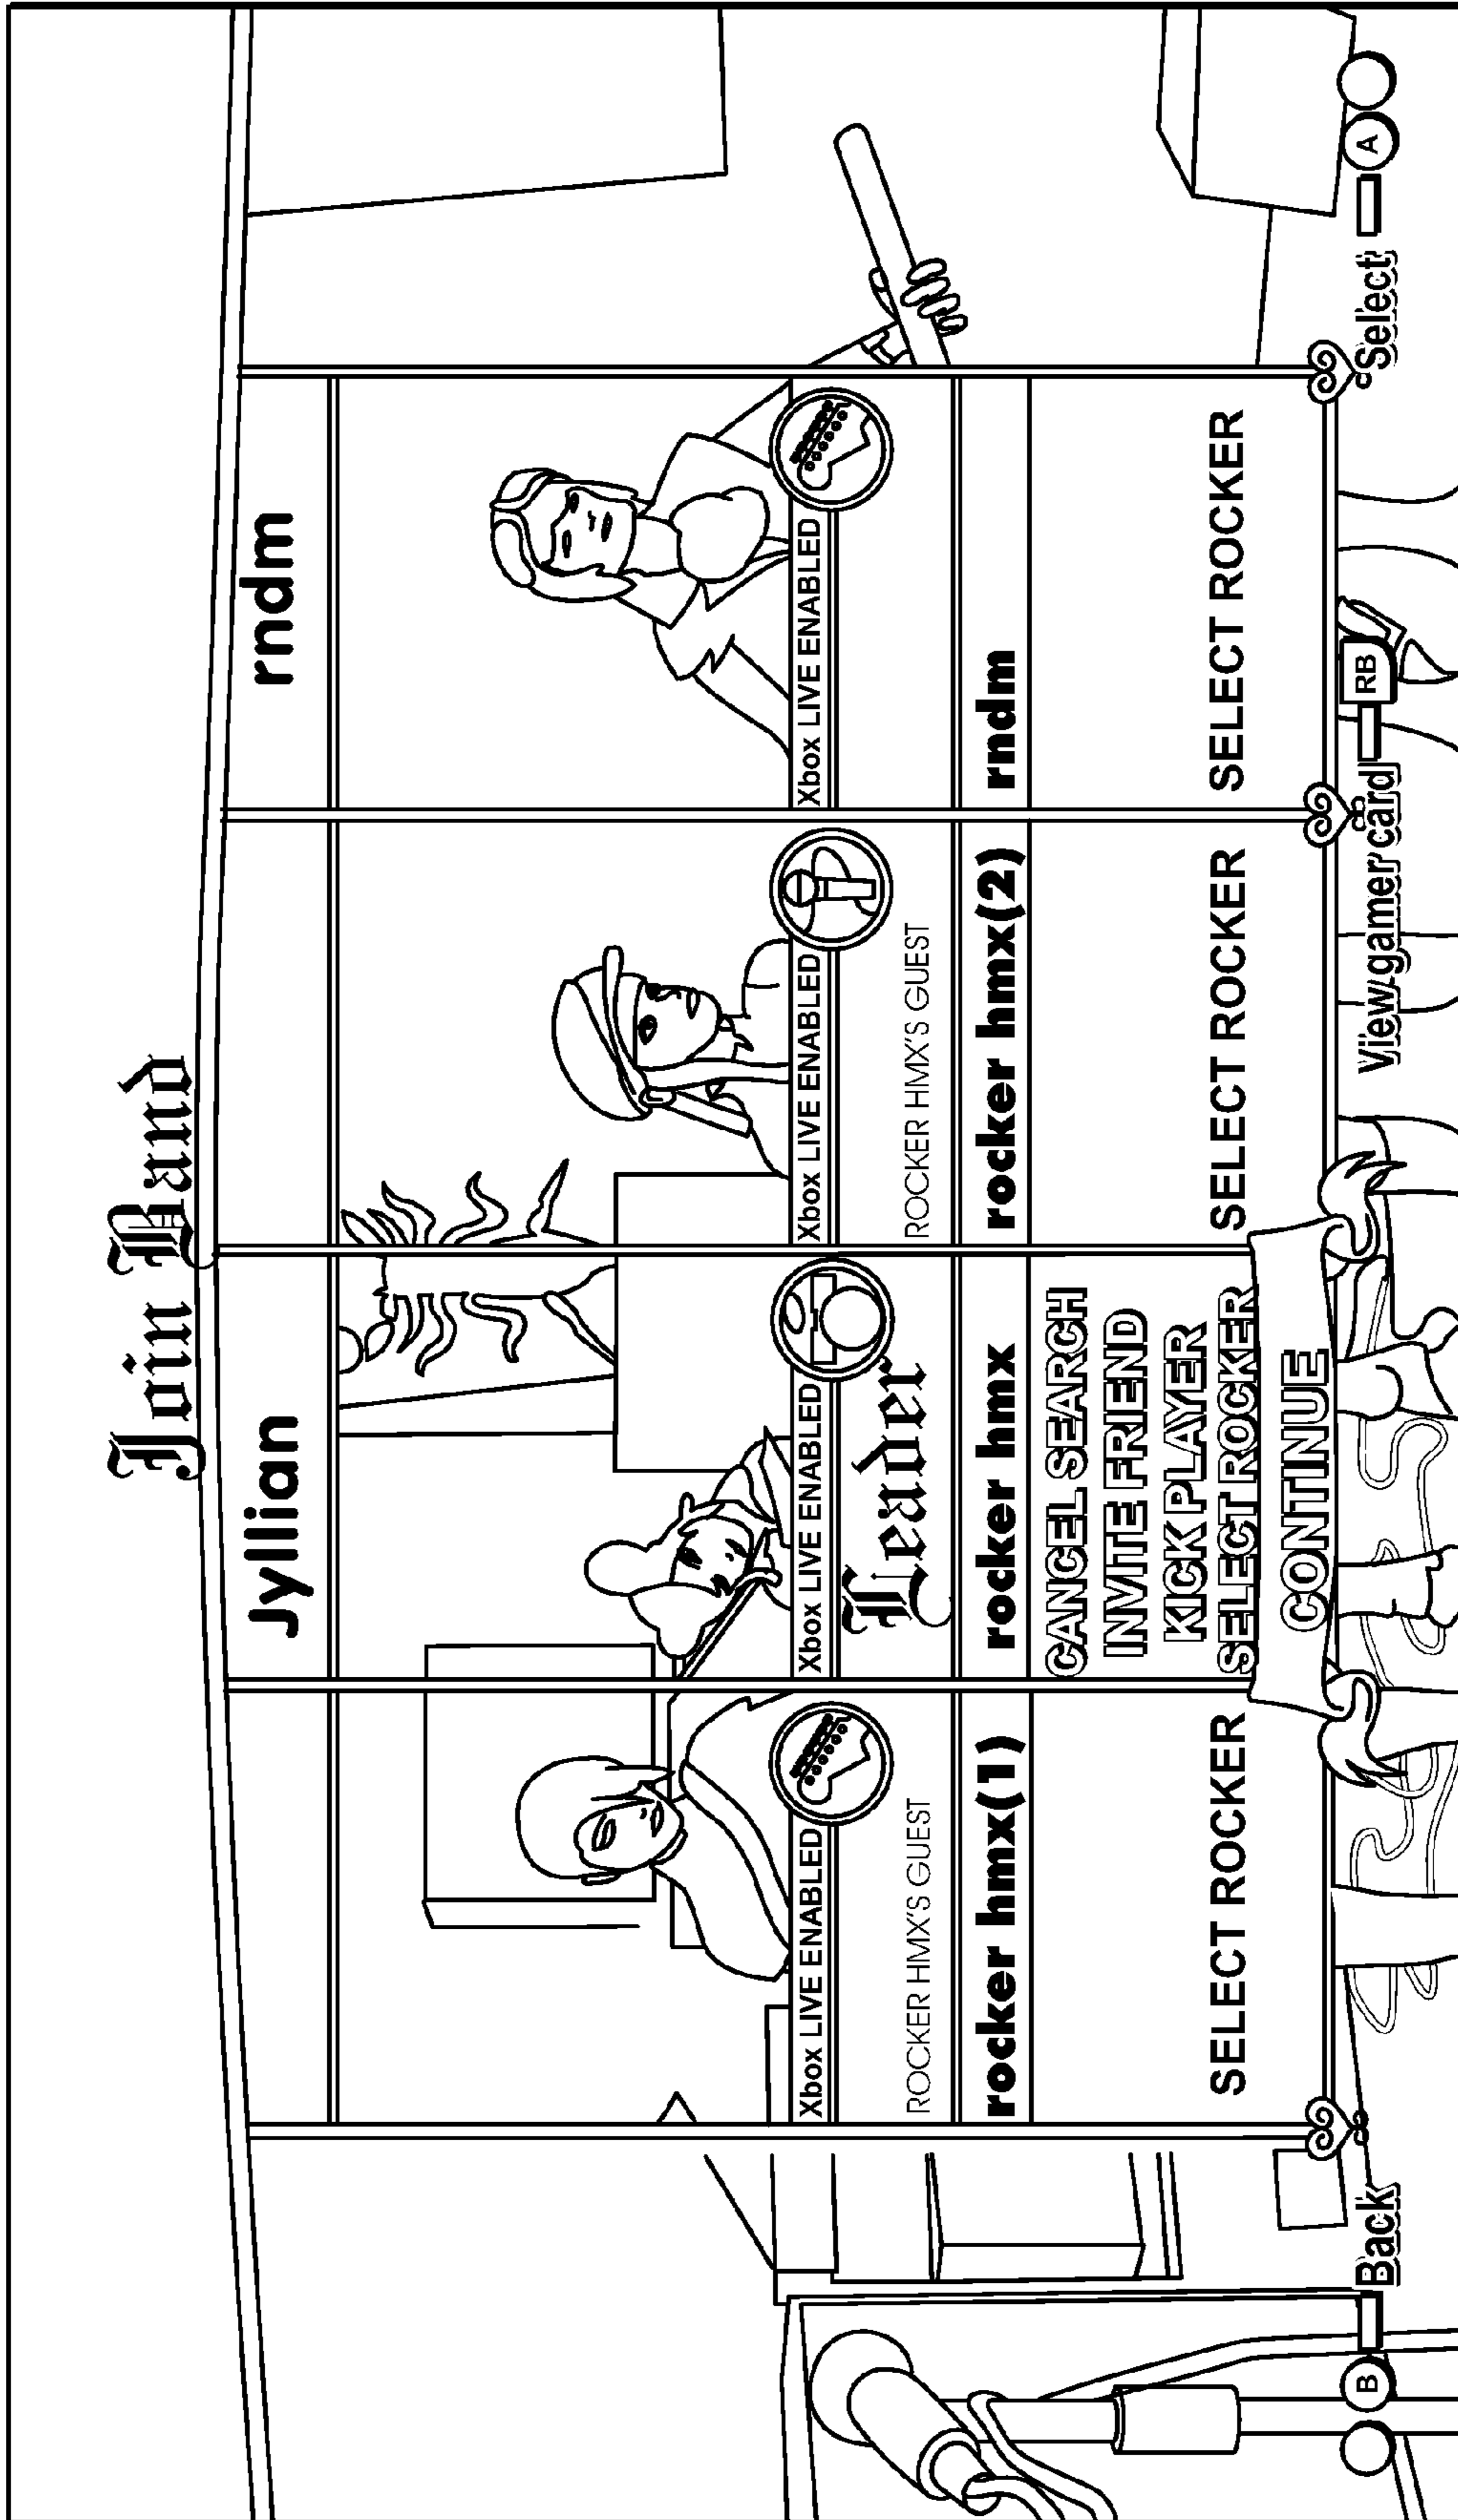 Join Band
Jyllian
rndm
Xbox LIVE ENABLED
Xbox LIVE ENABLED
Xbox LIVE ENABLED
Xbox LIVE ENABLED
ROCKER HMX'S GUEST
Leader
ROCKER HMX'S GUEST
rocker hmx(1)
rocker hmx
rocker hmx(2)
rndm
CANCEL SEARCH
INVITE FRIEND
KICK PLAYER
SELECT ROCKER
SELECT ROCKER
SELECT ROCKER
SELECT ROCKER
CONTINUE
B
Back
View gamer card
RB
Select
A